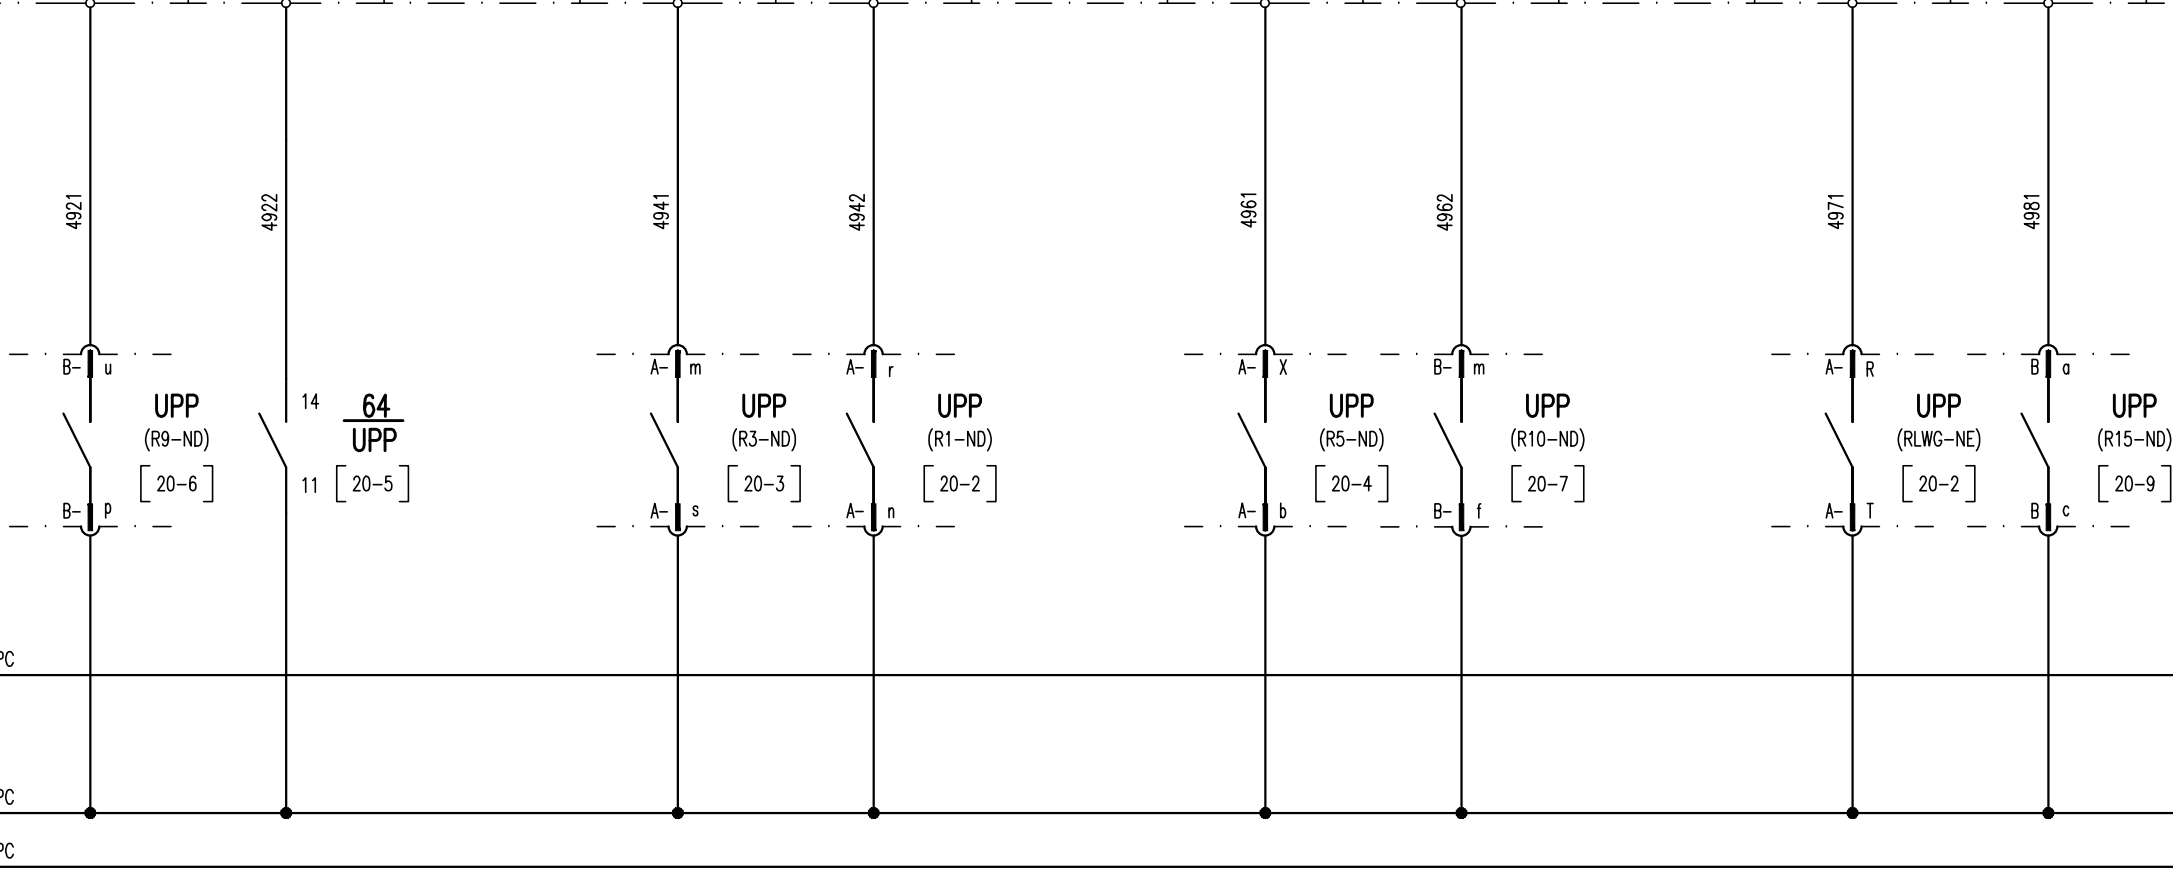 4921
4922
4941
4942
4961
4962
4971
4981
B- u
A- m
A- r
A- X
B- m
A- R
B a
UPP
14
64
UPP
UPP
UPP
UPP
UPP
UPP
UPP
(R9-ND)
(R3-ND)
(R1-ND)
(R5-ND)
(R10-ND)
(RLWG-NE)
(R15-ND)
20-6
11
20-5
20-3
20-2
20-4
20-7
20-2
20-9
B- p
A- s
A- n
A- b
B- f
A- T
B c
PC
PC
PC